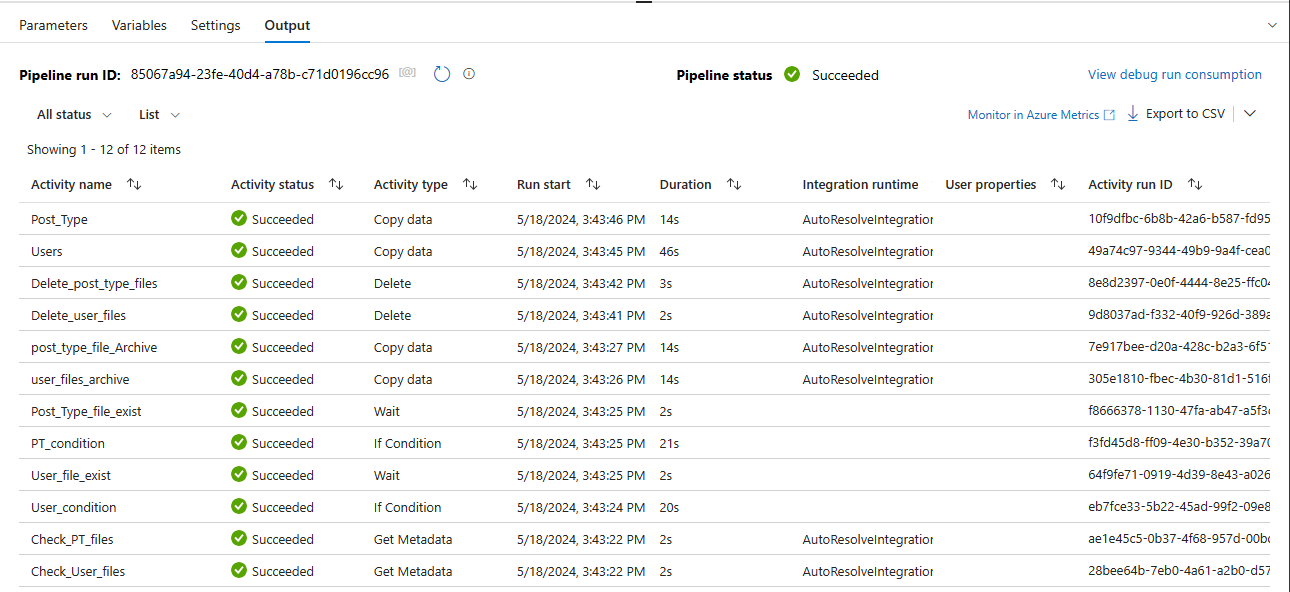 Parameters Variables Settings Output
Pipeline run ID: 85067a94-23fe-40d4-a78b-c71d0196cc96 [@] Pipeline status Succeeded View debug run consumption
All status List Monitor in Azure Metrics Export to CSV
Showing 1 - 12 of 12 items
Activity name Activity status Activity type Run start Duration Integration runtime User properties Activity run ID
Post_Type Succeeded Copy data 5/18/2024, 3:43:46 PM 14s AutoResolveIntegration 10f9dfbc-6b8b-42a6-b587-fd95
Users Succeeded Copy data 5/18/2024, 3:43:45 PM 46s AutoResolveIntegration 49a74c97-9344-49b9-9a4f-cea0
Delete_post_type_files Succeeded Delete 5/18/2024, 3:43:42 PM 3s AutoResolveIntegration 8e8d2397-0e0f-4444-8e25-ffc04
Delete_user_files Succeeded Delete 5/18/2024, 3:43:41 PM 2s AutoResolveIntegration 9d8037ad-f332-40f9-926d-389a
post_type_file_Archive Succeeded Copy data 5/18/2024, 3:43:27 PM 14s AutoResolveIntegration 7e917bee-d20a-428c-b2a3-6f51
user_files_archive Succeeded Copy data 5/18/2024, 3:43:26 PM 14s AutoResolveIntegration 305e1810-fbec-4b30-81d1-516f
Post_Type_file_exist Succeeded Wait 5/18/2024, 3:43:25 PM 2s f8666378-1130-47fa-ab47-a5f3c
PT_condition Succeeded If Condition 5/18/2024, 3:43:25 PM 21s f3fd45d8-ff09-4e30-b352-39a70
User_file_exist Succeeded Wait 5/18/2024, 3:43:25 PM 2s 64f9fe71-0919-4d39-8e43-a026
User_condition Succeeded If Condition 5/18/2024, 3:43:24 PM 20s eb7fce33-5b22-45ad-99f2-09e8
Check_PT_files Succeeded Get Metadata 5/18/2024, 3:43:22 PM 2s AutoResolveIntegration ae1e45c5-0b37-4f68-957d-00bc
Check_User_files Succeeded Get Metadata 5/18/2024, 3:43:22 PM 2s AutoResolveIntegration 28bee64b-7eb0-4a61-a2b0-d57